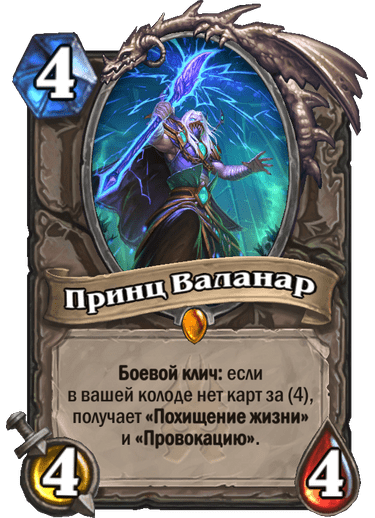 4
Принц Валанар
Боевой клич: если
в вашей колоде нет карт за (4),
получает «Похищение жизни»
и «Провокацию».
4
4